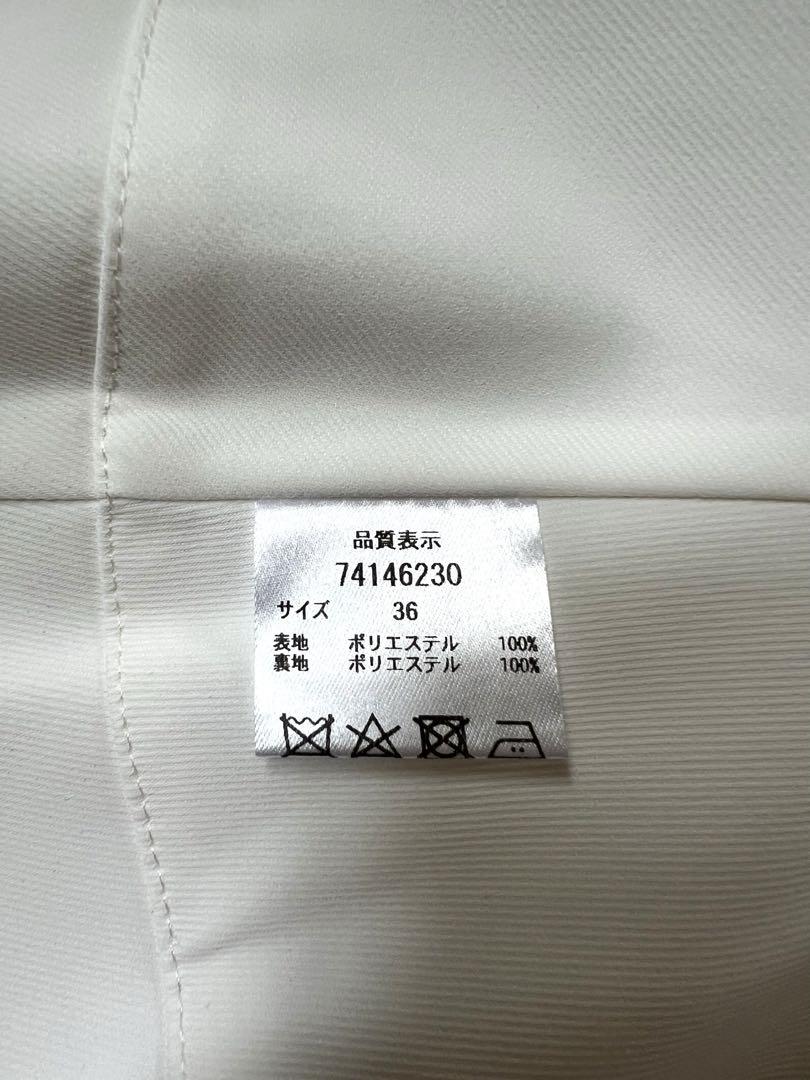 品質表示
74146230
サイズ 36
表地 ポリエステル 100%
裏地 ポリエステル 100%